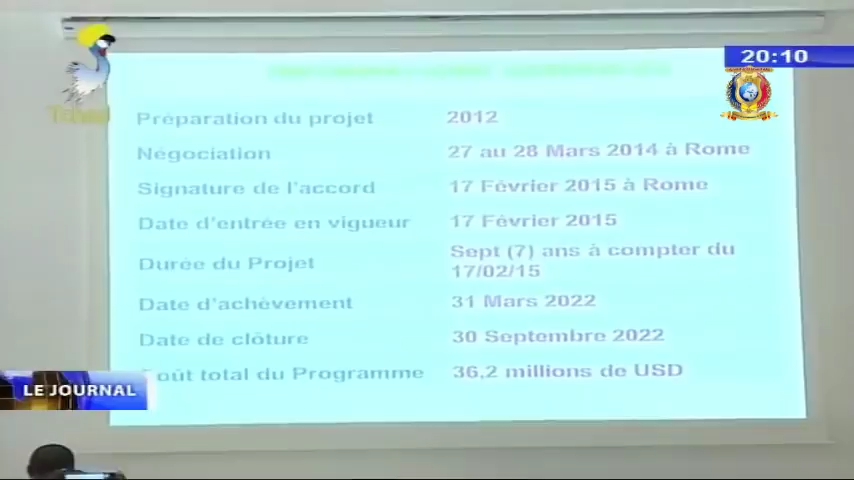 20:10
Préparation du projet 2012
Négociation 27 au 28 Mars 2014 à Rome
Signature de l'accord 17 Février 2015 à Rome
Date d'entrée en vigueur 17 Février 2015
Durée du Projet Sept (7) ans à compter du
17/02/15
Date d'achèvement 31 Mars 2022
Date de clôture 30 Septembre 2022
oût total du Programme 36,2 millions de USD
LE JOURNAL